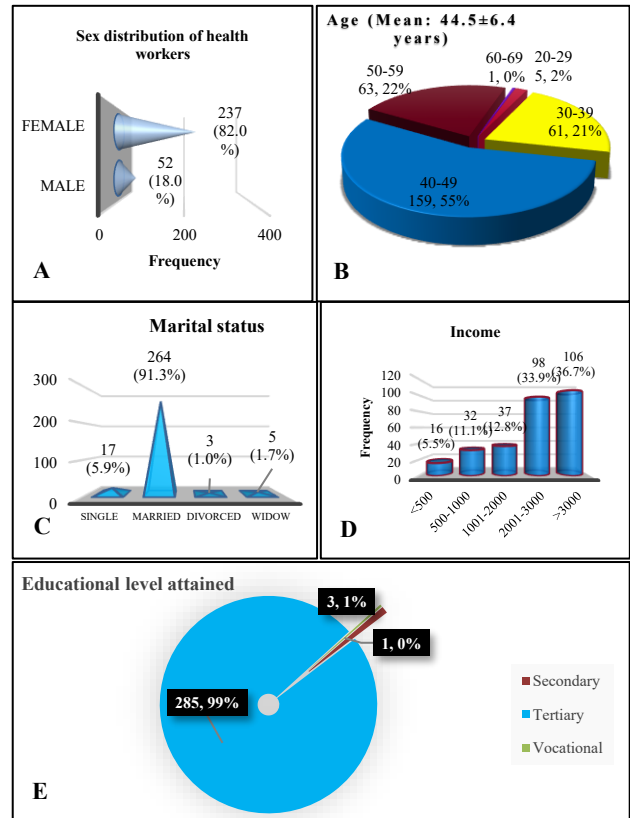 Sex distribution of health
workers
FEMALE
MALE
237
(82.0
%)
52
(18.0
%)
0
200
400
Frequency
A
Age (Mean: 44.5±6.4
years)
60-69
1, 0%
20-29
5, 2%
50-59
63, 22%
30-39
61, 21%
40-49
159, 55%
B
Marital status
300
200
100
0
17
(5.9%)
264
(91.3%)
3
(1.0%)
5
(1.7%)
SINGLE
MARRIED
DIVORCED
WIDOW
C
Income
Frequency
120
100
80
60
40
20
0
16
(5.5%)
32
(11.1%)
37
(12.8%)
98
(33.9%)
106
(36.7%)
<500
500-1000
1001-2000
2001-3000
>3000
D
Educational level attained
3, 1%
1, 0%
285, 99%
Secondary
Tertiary
Vocational
E